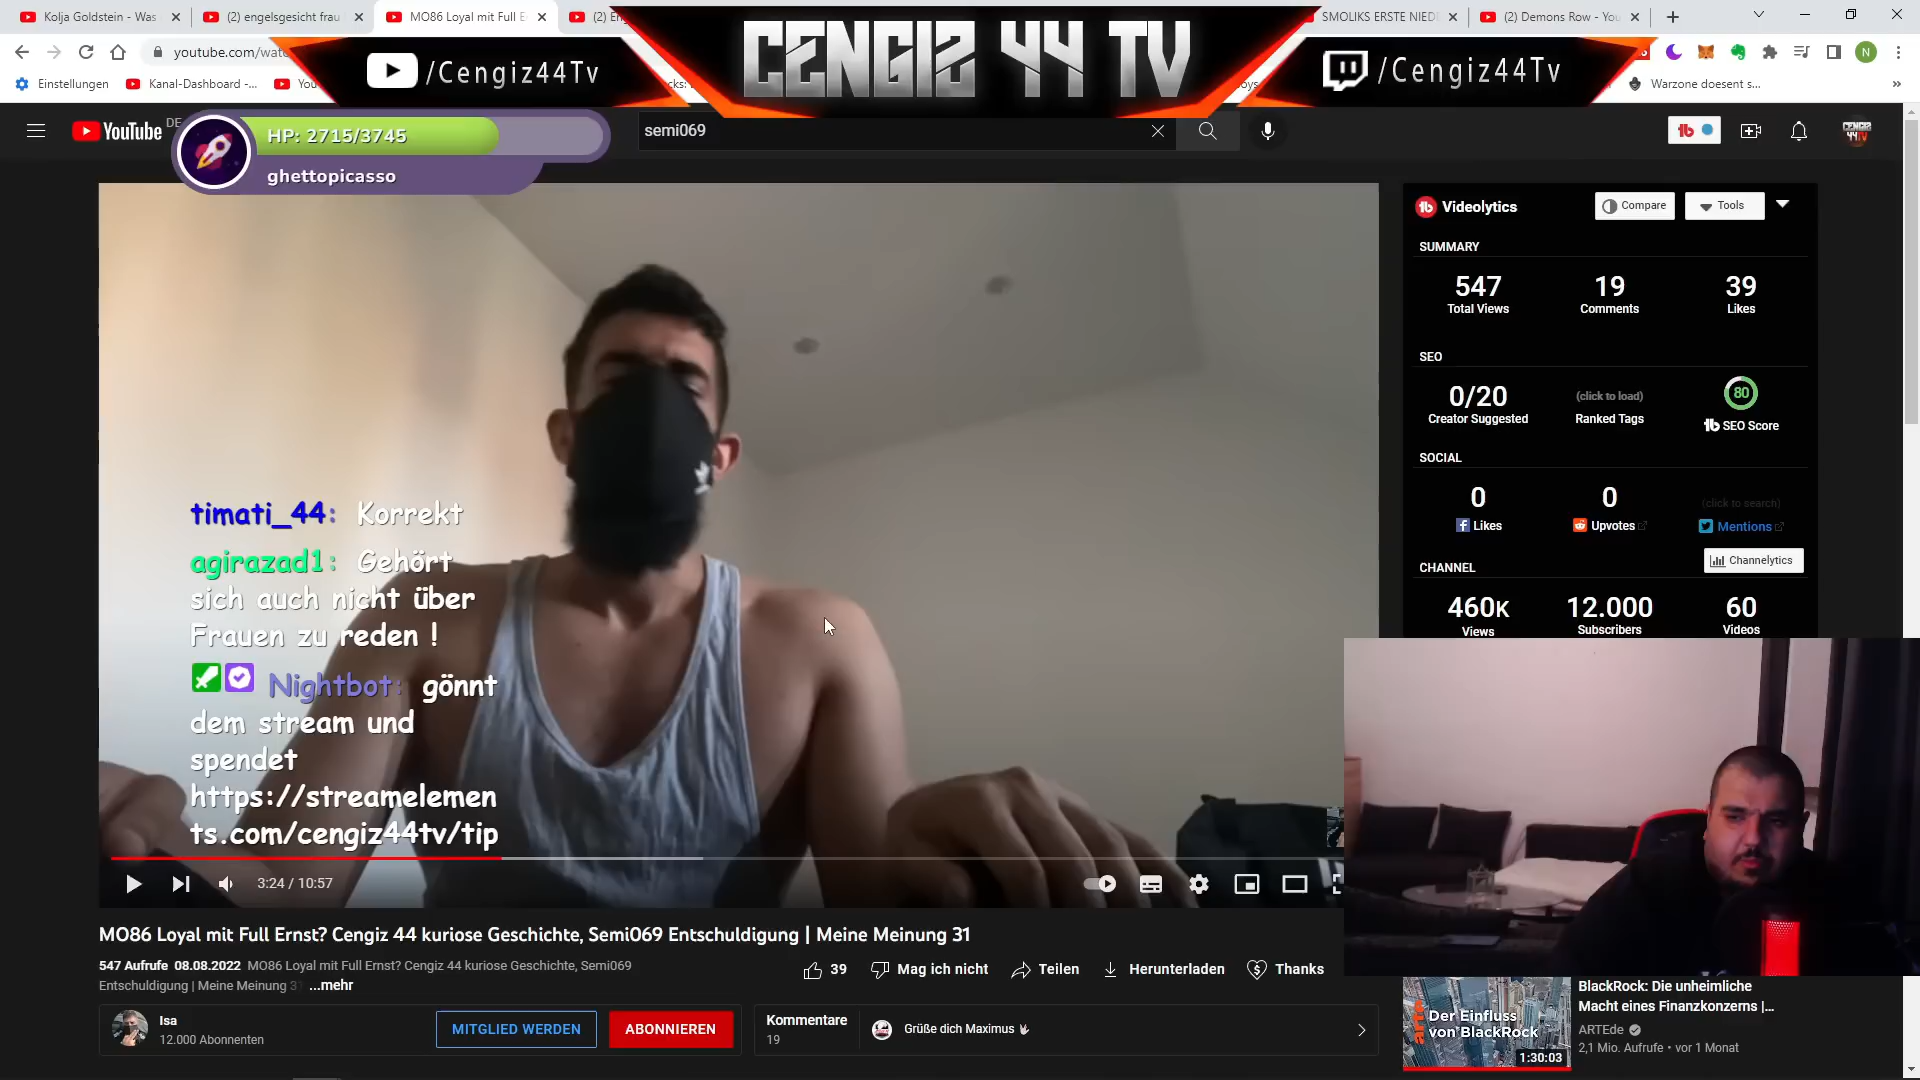 Kolja Goldstein - Was
(2) engelsgesicht frau
MO86 Loyal mit Full E
SMOLIKS ERSTE NIED
(2) Demons Row - You
youtube.com/wat
/Cengiz44Tv
CENGIZ 44 TV
/Cengiz44Tv
N
Einstellungen
Kanal-Dashboard -...
Warzone doesent s...
YouTube
DE
semi069
HP: 2715/3745
ghettopicasso
timati_44: Korrekt
agirazad1: Gehört
sich auch nicht über
Frauen zu reden !
Nightbot: gönnt
dem stream und
spendet
https://streamelemen
ts.com/cengiz44tv/tip
3:24 / 10:57
MO86 Loyal mit Full Ernst? Cengiz 44 kuriose Geschichte, Semi069 Entschuldigung | Meine Meinung 31
547 Aufrufe 08.08.2022 MO86 Loyal mit Full Ernst? Cengiz 44 kuriose Geschichte, Semi069
Entschuldigung | Meine Meinung 31 ...mehr
39
Mag ich nicht
Teilen
Herunterladen
Thanks
Isa
12.000 Abonnenten
MITGLIED WERDEN
ABONNIEREN
Kommentare
19
Grüße dich Maximus
Videolytics
Compare
Tools
SUMMARY
547 19 39
Total Views Comments Likes
SEO
0/20 (click to load) 80
Creator Suggested Ranked Tags SEO Score
SOCIAL
0 0 (click to search)
Likes Upvotes Mentions
CHANNEL Channelytics
460K 12.000 60
Views Subscribers Videos
Der Einfluss
von BlackRock
1:30:03
BlackRock: Die unheimliche
Macht eines Finanzkonzerns |...
ARTEde
2,1 Mio. Aufrufe • vor 1 Monat